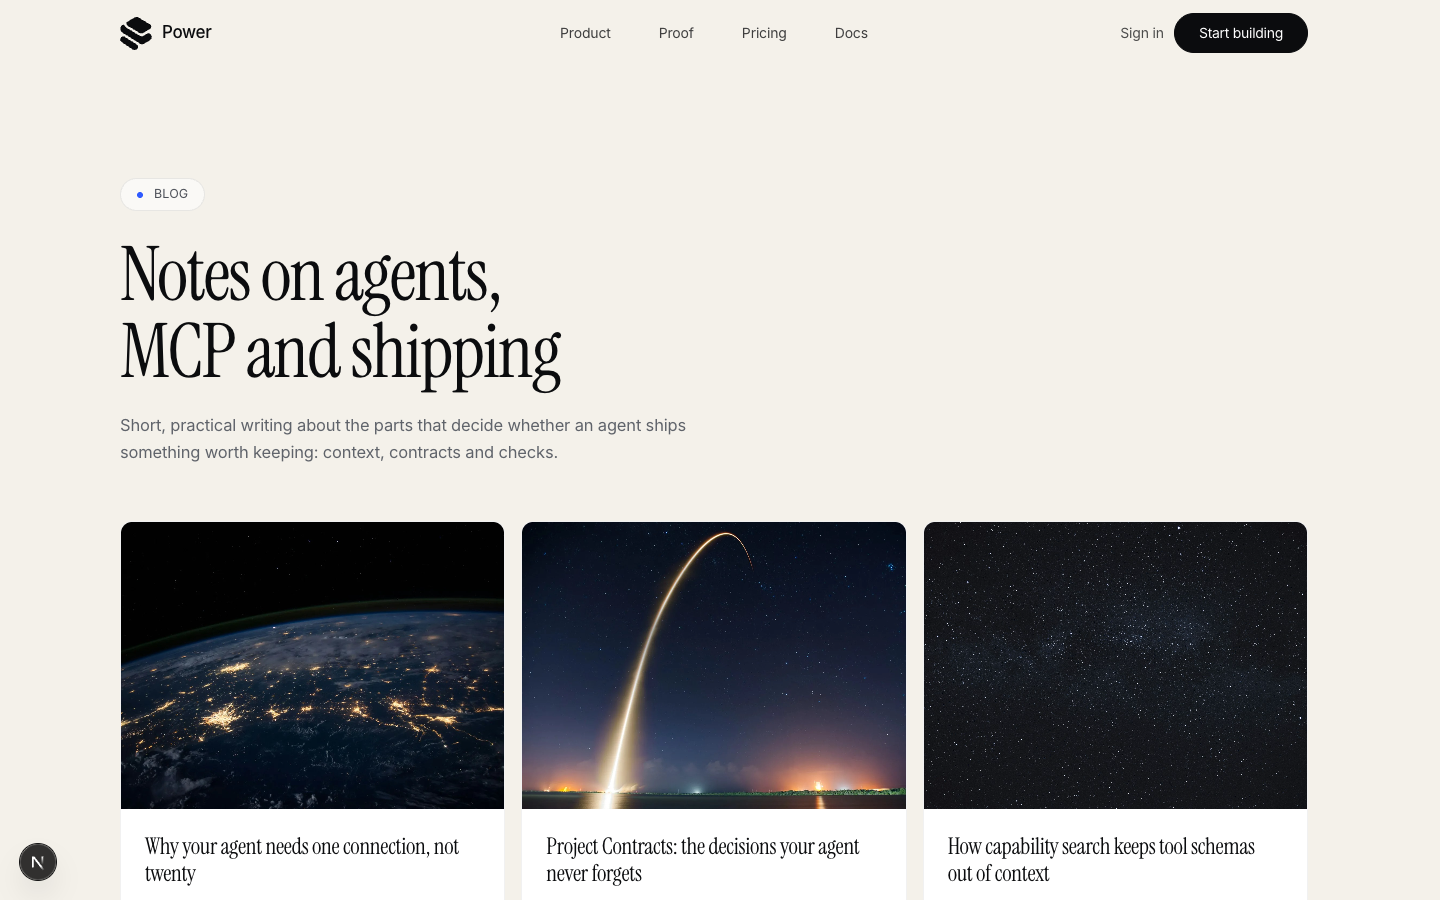 Power
Product
Proof
Pricing
Docs
Sign in
Start building
BLOG
Notes on agents,
MCP and shipping
Short, practical writing about the parts that decide whether an agent ships
something worth keeping: context, contracts and checks.
Why your agent needs one connection, not
twenty
Project Contracts: the decisions your agent
never forgets
How capability search keeps tool schemas
out of context
N